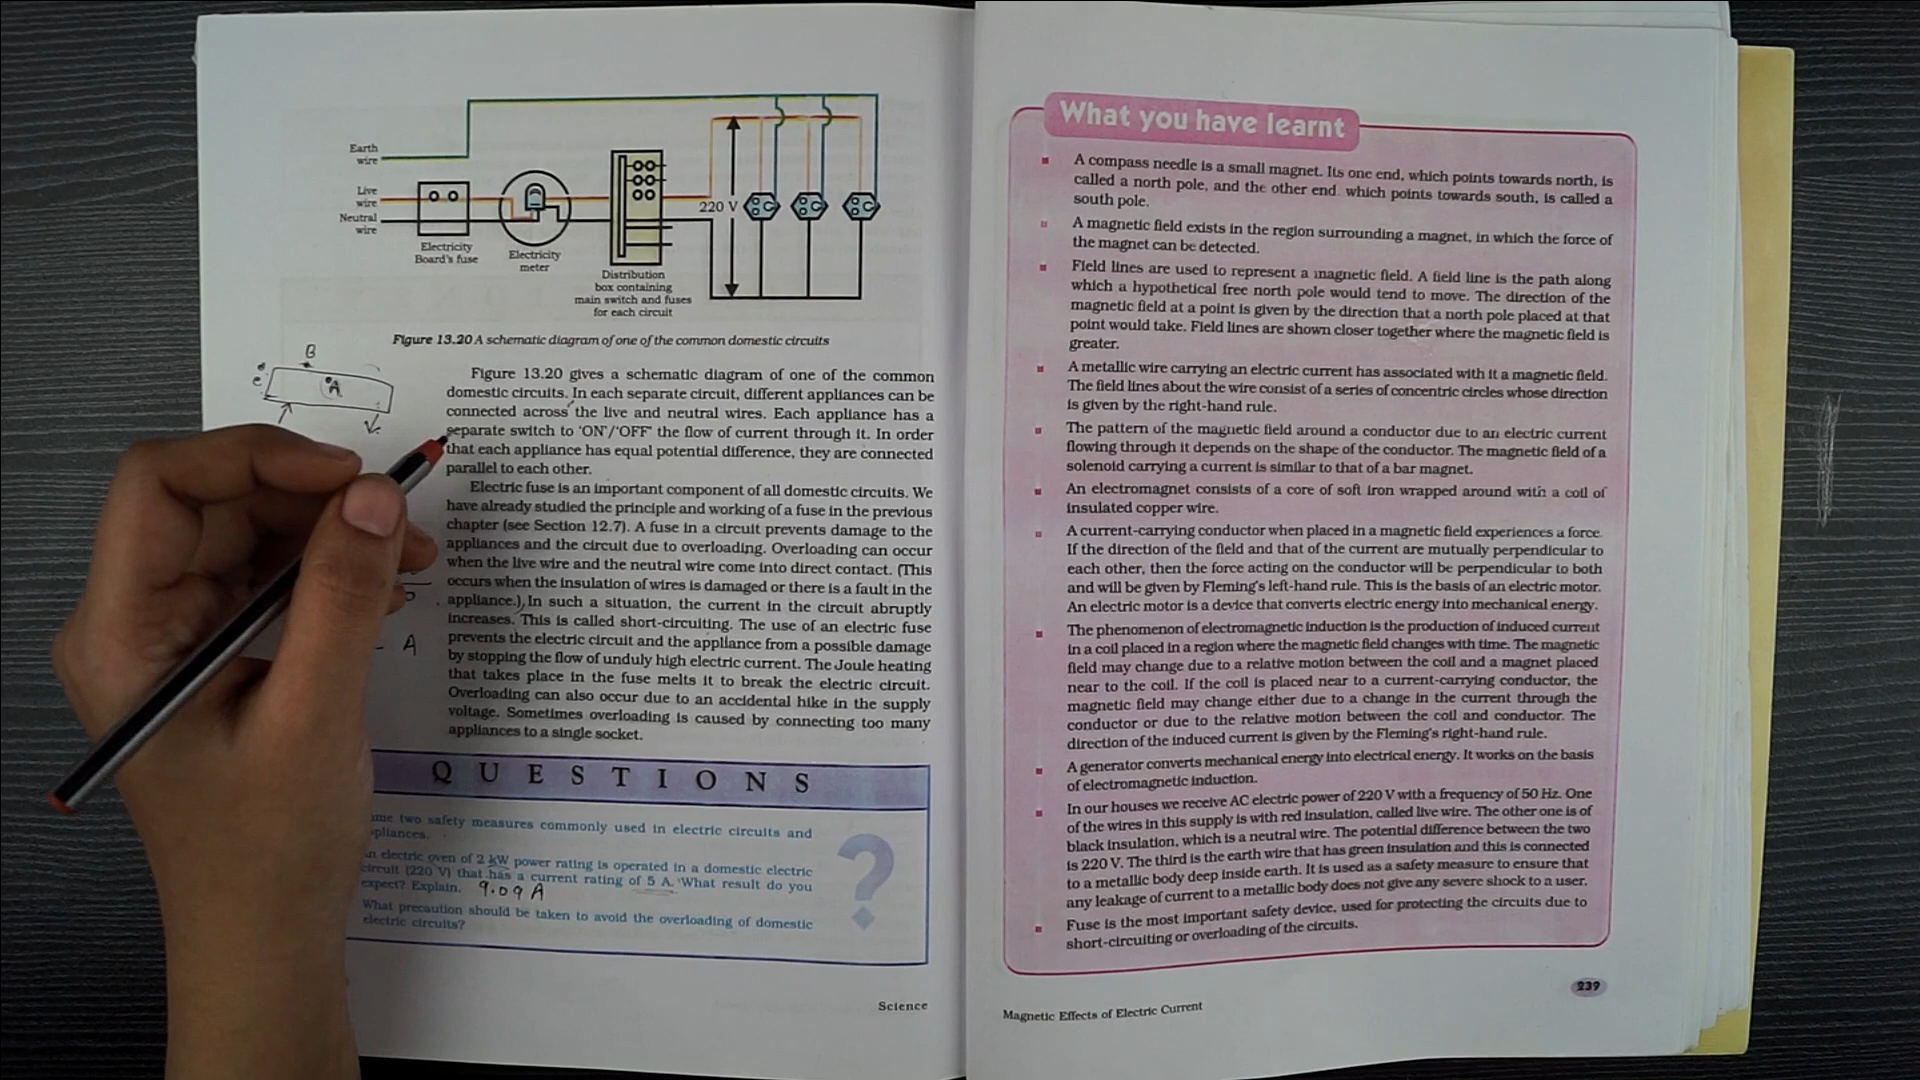 Earth
wire
Live
wire
Neutral
wire
Electricity
Board's fuse
Electricity
meter
Distribution
box containing
main switch and fuses
for each circuit
220 V
Figure 13.20 A schematic diagram of one of the common domestic circuits
B
A
Figure 13.20 gives a schematic diagram of one of the common
domestic circuits. In each separate circuit, different appliances can be
connected across the live and neutral wires. Each appliance has a
separate switch to 'ON'/'OFF' the flow of current through it. In order
that each appliance has equal potential difference, they are connected
parallel to each other.
Electric fuse is an important component of all domestic circuits. We
have already studied the principle and working of a fuse in the previous
chapter (see Section 12.7). A fuse in a circuit prevents damage to the
appliances and the circuit due to overloading. Overloading can occur
when the live wire and the neutral wire come into direct contact. (This
occurs when the insulation of wires is damaged or there is a fault in the
appliance.) In such a situation, the current in the circuit abruptly
increases. This is called short-circuiting. The use of an electric fuse
prevents the electric circuit and the appliance from a possible damage
by stopping the flow of unduly high electric current. The Joule heating
that takes place in the fuse melts it to break the electric circuit.
Overloading can also occur due to an accidental hike in the supply
voltage. Sometimes overloading is caused by connecting too many
appliances to a single socket.
A
QUESTIONS
two safety measures commonly used in electric circuits and
electric oven of 2 kW power rating is operated in a domestic electric
circuit (220 V) that has a current rating of 5 A. What result do you
expect? Explain. 9.09 A
What precaution should be taken to avoid the overloading of domestic
electric circuits?
?
Science
What you have learnt
A compass needle is a small magnet. Its one end, which points towards north, is
called a north pole, and the other end, which points towards south, is called a
south pole.
A magnetic field exists in the region surrounding a magnet, in which the force of
the magnet can be detected.
Field lines are used to represent a magnetic field. A field line is the path along
which a hypothetical free north pole would tend to move. The direction of the
magnetic field at a point is given by the direction that a north pole placed at that
point would take. Field lines are shown closer together where the magnetic field is
greater.
A metallic wire carrying an electric current has associated with it a magnetic field.
The field lines about the wire consist of a series of concentric circles whose direction
is given by the right-hand rule.
The pattern of the magnetic field around a conductor due to an electric current
flowing through it depends on the shape of the conductor. The magnetic field of a
solenoid carrying a current is similar to that of a bar magnet.
An electromagnet consists of a core of soft iron wrapped around with a coil of
insulated copper wire.
A current-carrying conductor when placed in a magnetic field experiences a force.
If the direction of the field and that of the current are mutually perpendicular to
each other, then the force acting on the conductor will be perpendicular to both
and will be given by Fleming's left-hand rule. This is the basis of an electric motor.
An electric motor is a device that converts electric energy into mechanical energy.
The phenomenon of electromagnetic induction is the production of induced current
in a coil placed in a region where the magnetic field changes with time. The magnetic
field may change due to a relative motion between the coil and a magnet placed
near to the coil. If the coil is placed near to a current-carrying conductor, the
magnetic field may change either due to a change in the current through the
conductor or due to the relative motion between the coil and conductor. The
direction of the induced current is given by the Fleming's right-hand rule.
A generator converts mechanical energy into electrical energy. It works on the basis
of electromagnetic induction.
In our houses we receive AC electric power of 220 V with a frequency of 50 Hz. One
of the wires in this supply is with red insulation, called live wire. The other one is of
black insulation, which is a neutral wire. The potential difference between the two
is 220 V. The third is the earth wire that has green insulation and this is connected
to a metallic body deep inside earth. It is used as a safety measure to ensure that
any leakage of current to a metallic body does not give any severe shock to a user.
Fuse is the most important safety device, used for protecting the circuits due to
short-circuiting or overloading of the circuits.
Magnetic Effects of Electric Current
239